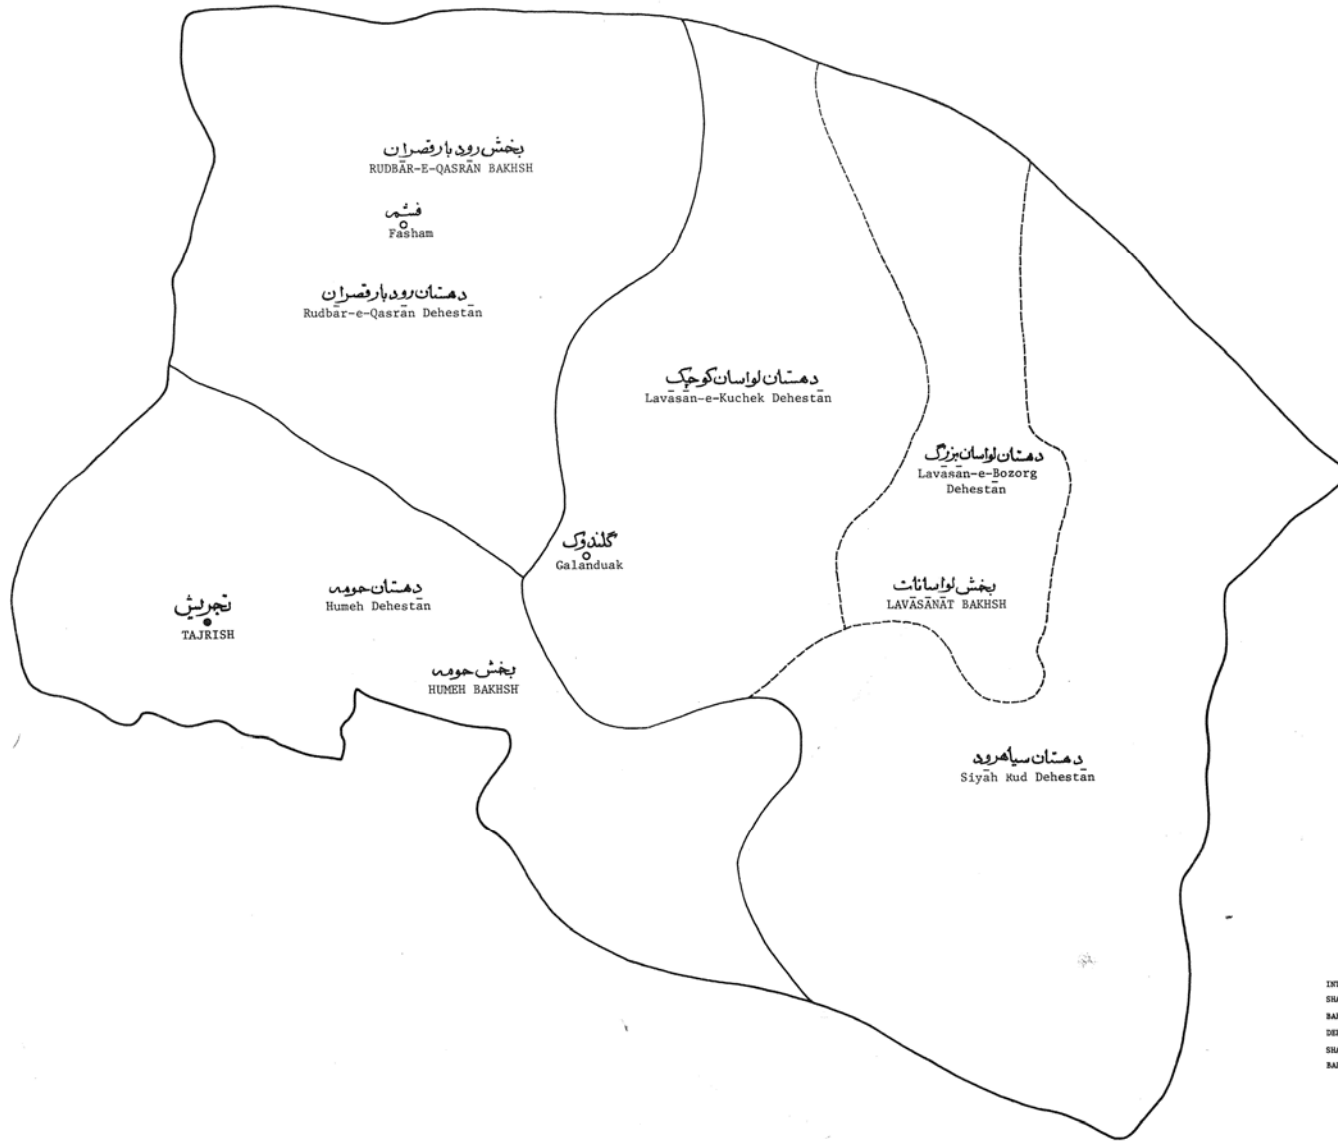 بخش رودبار قصران
RUDBĀR-E-QASRĀN BAKHSH
فشم
Fasham
دهستان رودبار قصران
Rudbār-e-Qasrān Dehestān
دهستان لواسان کوچک
Lavāsān-e-Kuchek Dehestān
دهستان لواسان بزرگ
Lavāsān-e-Bozorg
Dehestān
گلندوک
Galanduak
بخش لواسانات
LAVĀSĀNĀT BAKHSH
دهستان حومه
Humeh Dehestān
تجریش
TAJRISH
بخش حومه
HUMEH BAKHSH
دهستان سیاهرود
Siyāh Rud Dehestān